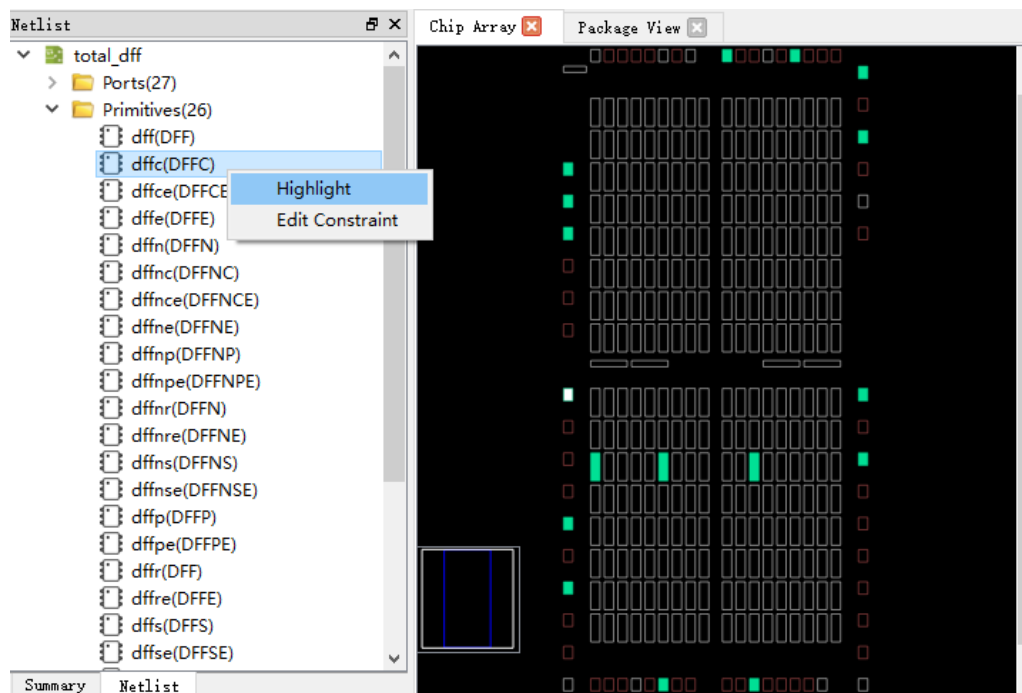 Netlist
Chip Array
Package View
total_dff
Ports(27)
Primitives(26)
dff(DFF)
dffc(DFFC)
dffce(DFFCE
Highlight
dffe(DFFE)
Edit Constraint
dffn(DFFN)
dffnc(DFFNC)
dffnce(DFFNCE)
dffne(DFFNE)
dffnp(DFFNP)
dffnpe(DFFNPE)
dffnr(DFFN)
dffnre(DFFNE)
dffns(DFFNS)
dffnse(DFFNSE)
dffp(DFFP)
dffpe(DFFPE)
dffr(DFF)
dffre(DFFE)
dffs(DFFS)
dffse(DFFSE)
Summary
Netlist